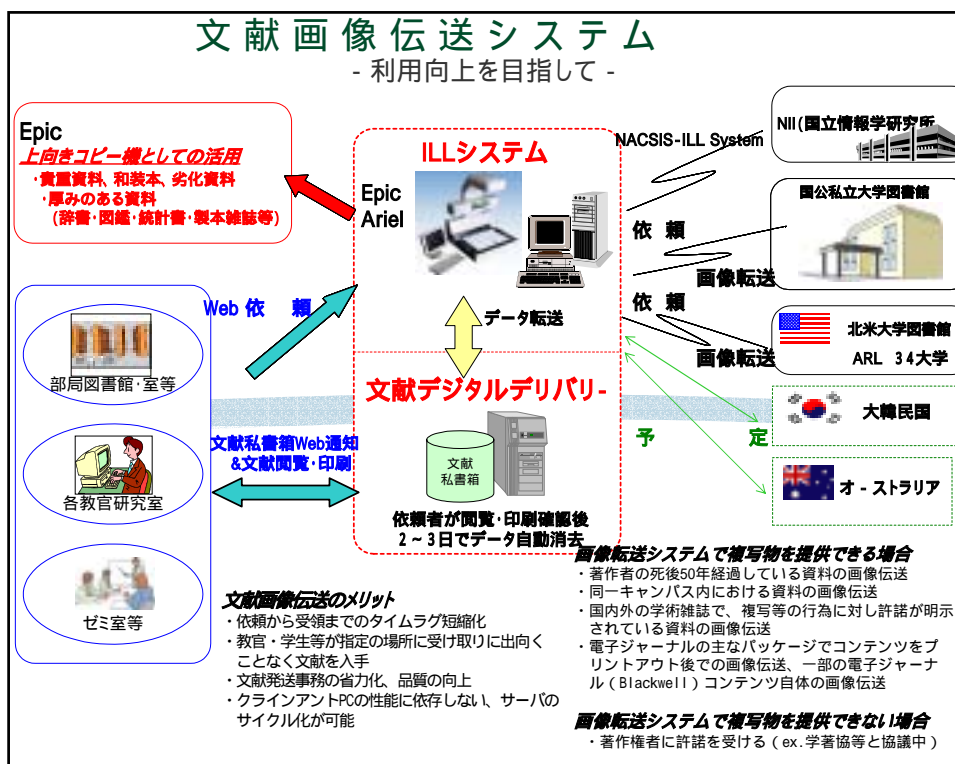 文献画像伝送システム
- 利用向上を目指して -
Epic
上向きコピー機としての活用
・貴重資料、和装本、劣化資料
・厚みのある資料
(辞書・図鑑・統計書・製本雑誌等)
ILLシステム
Epic
Ariel
NACSIS-ILL System
NII(国立情報学研究所
国公私立大学図書館
依 頼
画像転送
依 頼
画像転送
北米大学図書館
ARL 34大学
大韓民国
予 定
オ-ストラリア
Web 依 頼
データ転送
部局図書館・室等
各教官研究室
ゼミ室等
文献私書箱Web通知
&文献閲覧・印刷
文献デジタルデリバリ-
文献
私書箱
依頼者が閲覧・印刷確認後
2~3日でデータ自動消去
文献画像伝送のメリット
・依頼から受領までのタイムラグ短縮化
・教官・学生等が指定の場所に受け取りに出向く
ことなく文献を入手
・文献発送事務の省力化、品質の向上
・クラインアントPCの性能に依存しない、サーバの
サイクル化が可能
画像転送システムで複写物を提供できる場合
・著作者の死後50年経過している資料の画像伝送
・同一キャンパス内における資料の画像伝送
・国内外の学術雑誌で、複写等の行為に対し許諾が明示
されている資料の画像伝送
・電子ジャーナルの主なパッケージでコンテンツをプ
リントアウト後での画像伝送、一部の電子ジャーナ
ル(Blackwell)コンテンツ自体の画像伝送
画像転送システムで複写物を提供できない場合
・著作権者に許諾を受ける(ex.学著協等と協議中)